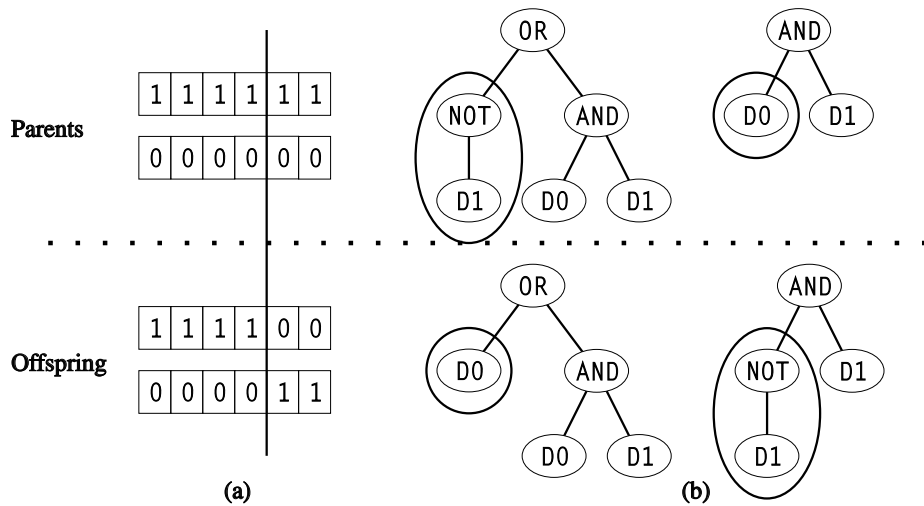 OR
AND
1 1 1 1 1 1
Parents
NOT
AND
D0
D1
0 0 0 0 0 0
D1
D0
D1
OR
AND
1 1 1 1 0 0
Offspring
D0
AND
NOT
D1
0 0 0 0 1 1
D0
D1
D1
(a)
(b)